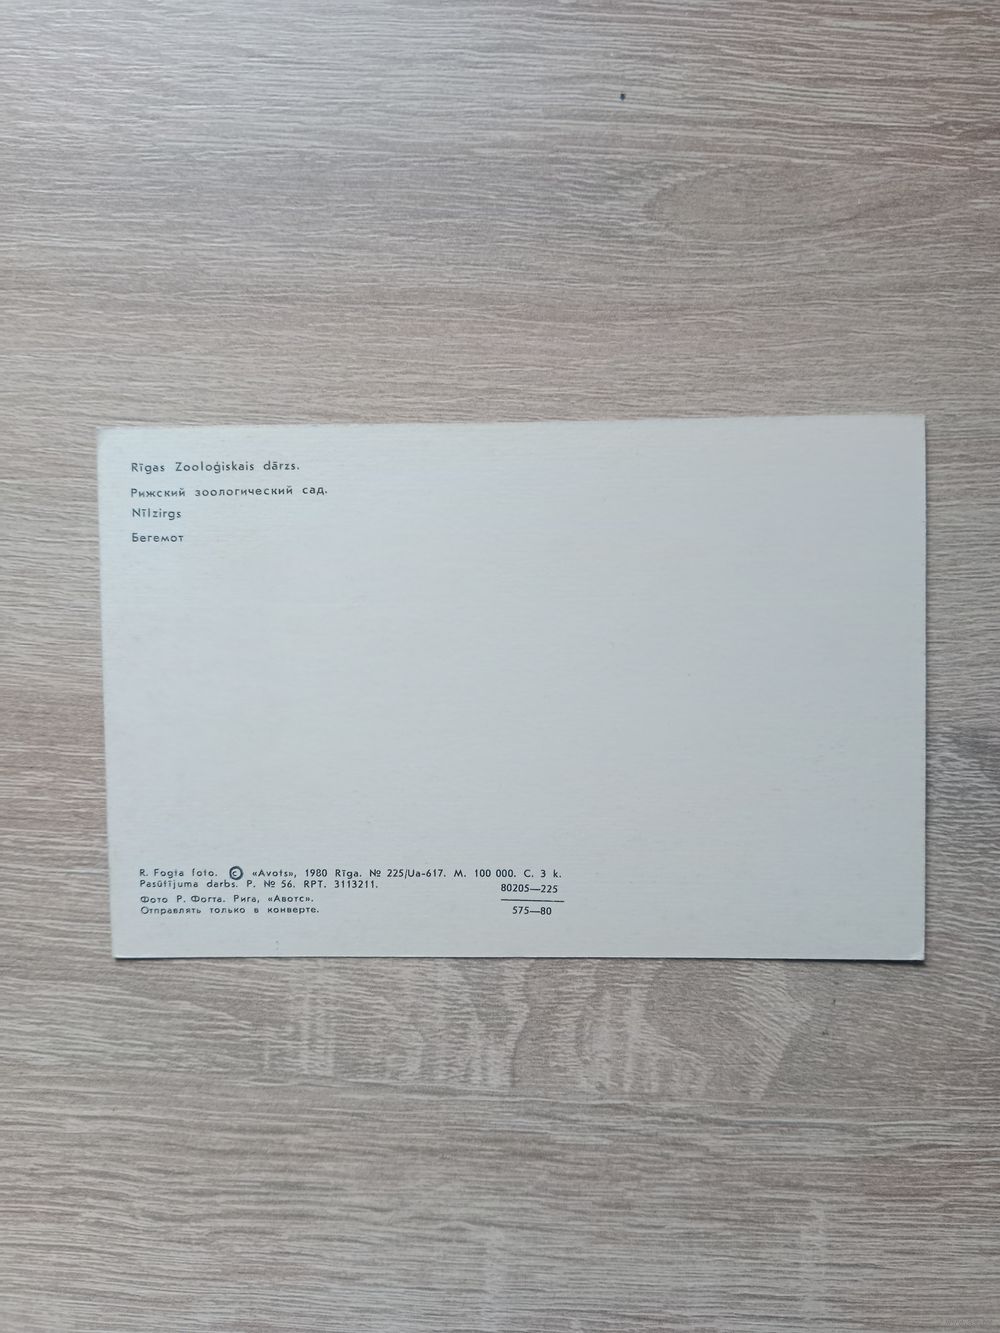 Rīgas Zooloģiskais dārzs.
Рижский зоологический сад.
Nīlzirgs
Бегемот
R. Fogta foto. © «Avots», 1980 Rīga. № 225/Ua-617. M. 100 000. C. 3 k.
Pasūtījuma darbs. P. № 56. RPT. 3113211.
80205—225
575—80
Фото Р. Фогта. Рига, «Авотс».
Отправлять только в конверте.